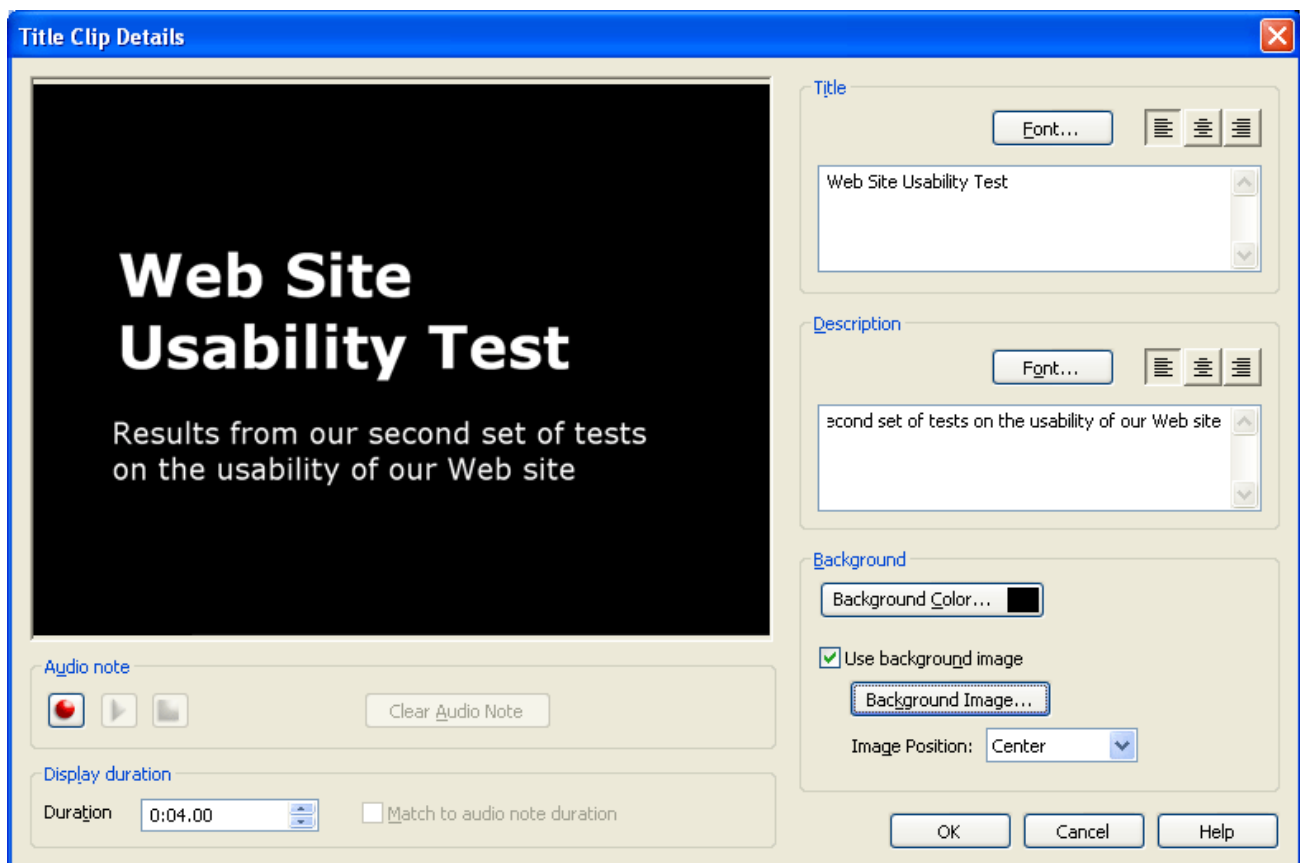 Title Clip Details
Web Site
Usability Test
Results from our second set of tests
on the usability of our Web site
Audio note
Clear Audio Note
Display duration
Duration
0:04.00
Match to audio note duration
Title
Font...
Web Site Usability Test
Description
Font...
econd set of tests on the usability of our Web site
Background
Background Color...
Use background image
Background Image...
Image Position:
Center
OK
Cancel
Help